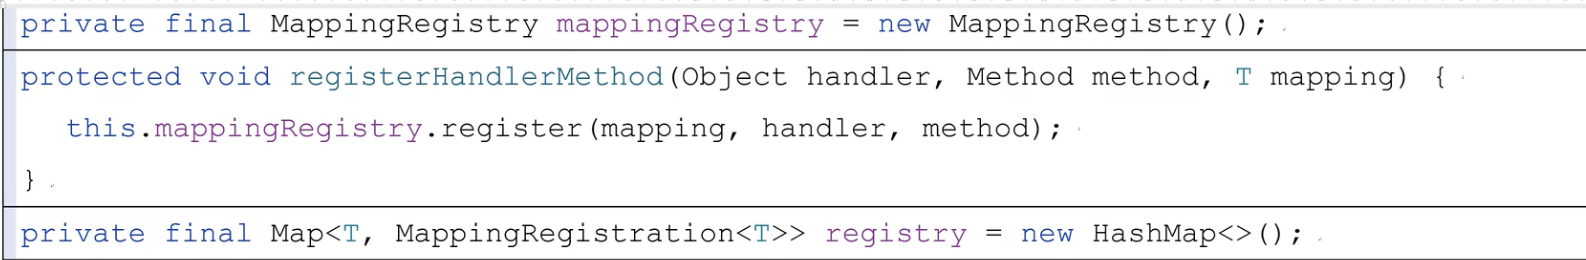 private final MappingRegistry mappingRegistry = new MappingRegistry();
protected void registerHandlerMethod(Object handler, Method method, T mapping) {
this.mappingRegistry.register(mapping, handler, method);
}
private final Map<T, MappingRegistration<T>> registry = new HashMap<>();